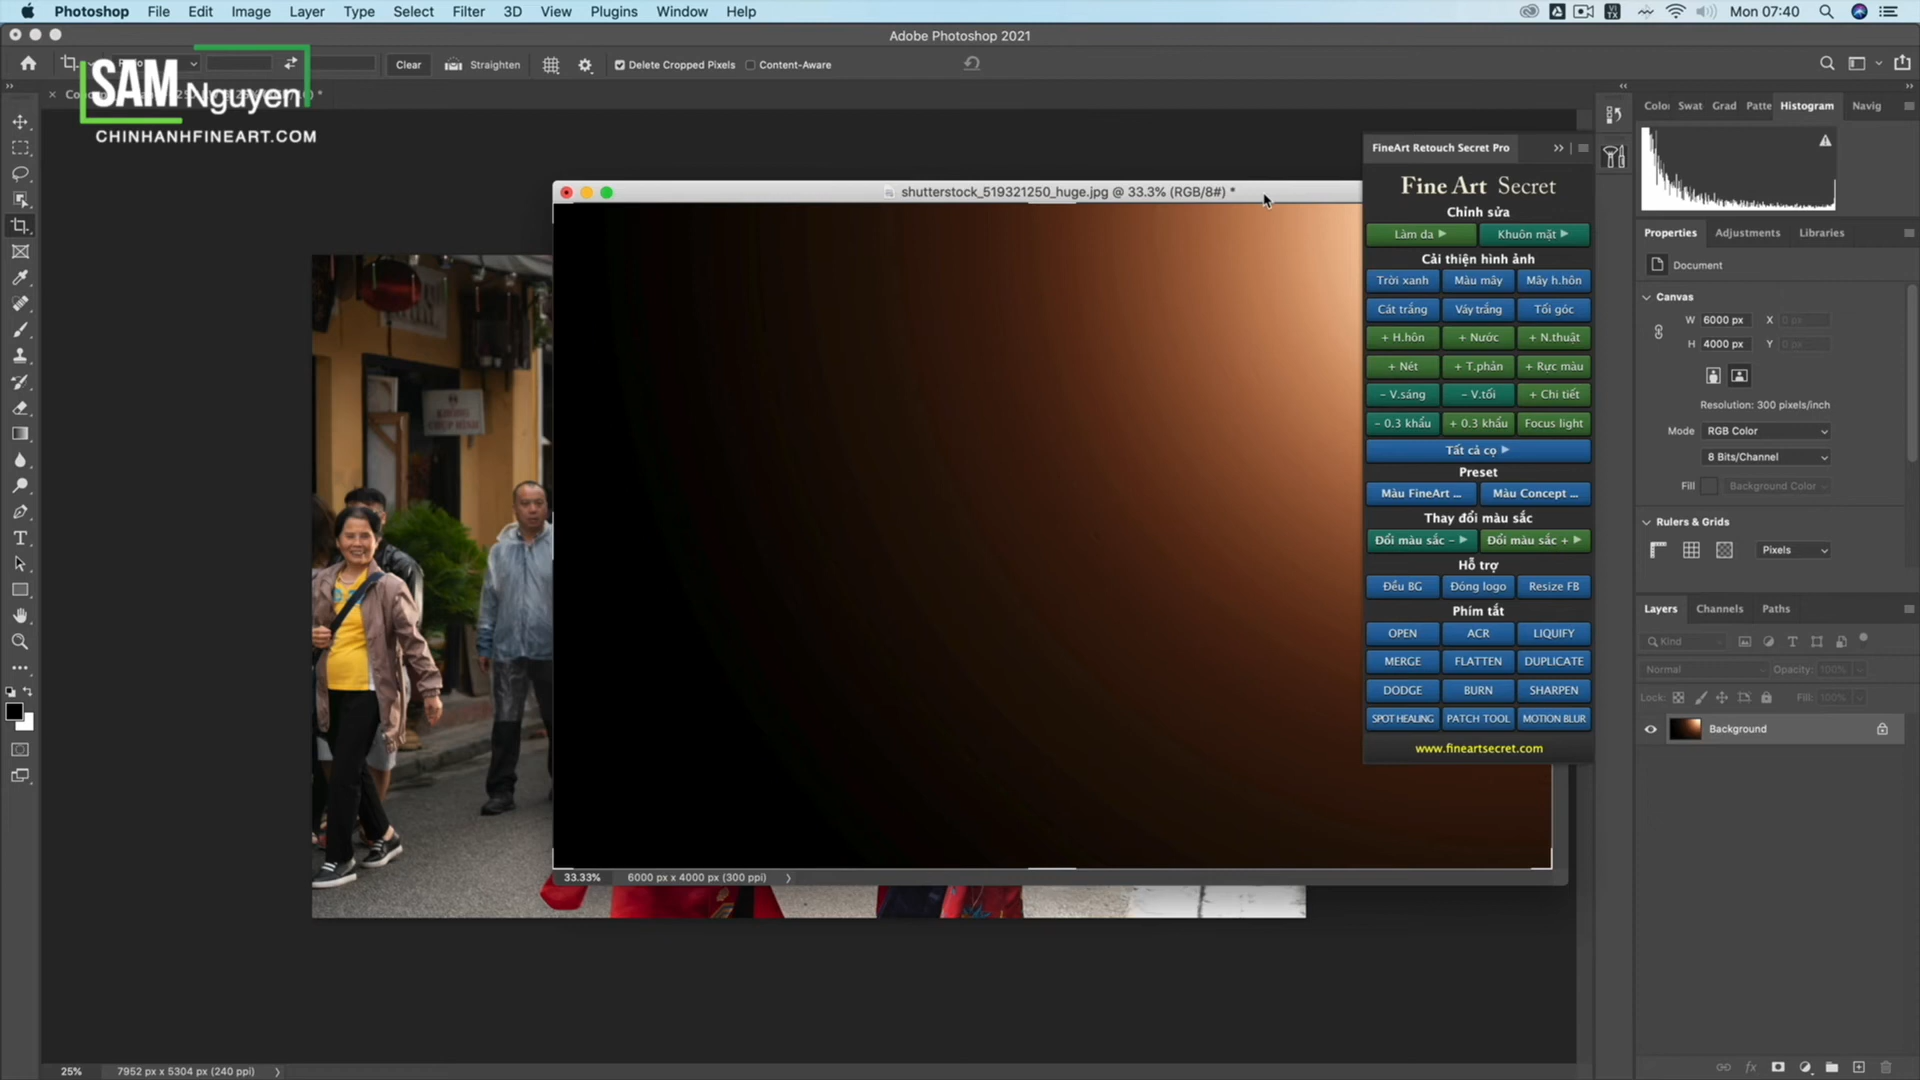 Photoshop File Edit Image Layer Type Select Filter 3D View Plugins Window Help
Mon 07:40
Adobe Photoshop 2021
Clear Straighten Delete Cropped Pixels Content-Aware
SAM Nguyen
CHINHANHFINEART.COM
Swat Grad Patte Histogram Navig
FineArt Retouch Secret Pro
shutterstock_519321250_huge.jpg @ 33.3% (RGB/8#) *
Fine Art Secret
Chỉnh sửa
Làm da Khuôn mặt
Cải thiện hình ảnh
Trời xanh Màu mây Mây h.hôn
Cát trắng Váy trắng Tối góc
+ H.hôn + Nước + N.thuật
+ Nét + T.phản + Rực màu
- V.sáng - V.tối + Chi tiết
- 0.3 khẩu + 0.3 khẩu Focus light
Tất cả cọ
Preset
Màu FineArt ... Màu Concept ...
Thay đổi màu sắc
Đổi màu sắc - Đổi màu sắc +
Hỗ trợ
Đều BG Đóng logo Resize FB
Phím tắt
OPEN ACR LIQUIFY
MERGE FLATTEN DUPLICATE
DODGE BURN SHARPEN
SPOT HEALING PATCH TOOL MOTION BLUR
www.fineartsecret.com
Properties Adjustments Libraries
Document
Canvas
W 6000 px X 0 px
H 4000 px Y 0 px
Resolution: 300 pixels/inch
Mode RGB Color
8 Bits/Channel
Fill Background Color
Rulers & Grids
Pixels
Layers Channels Paths
Kind
Normal Opacity: 100%
Lock: Fill: 100%
Background
33.33% 6000 px x 4000 px (300 ppi)
25% 7952 px x 5304 px (240 ppi)